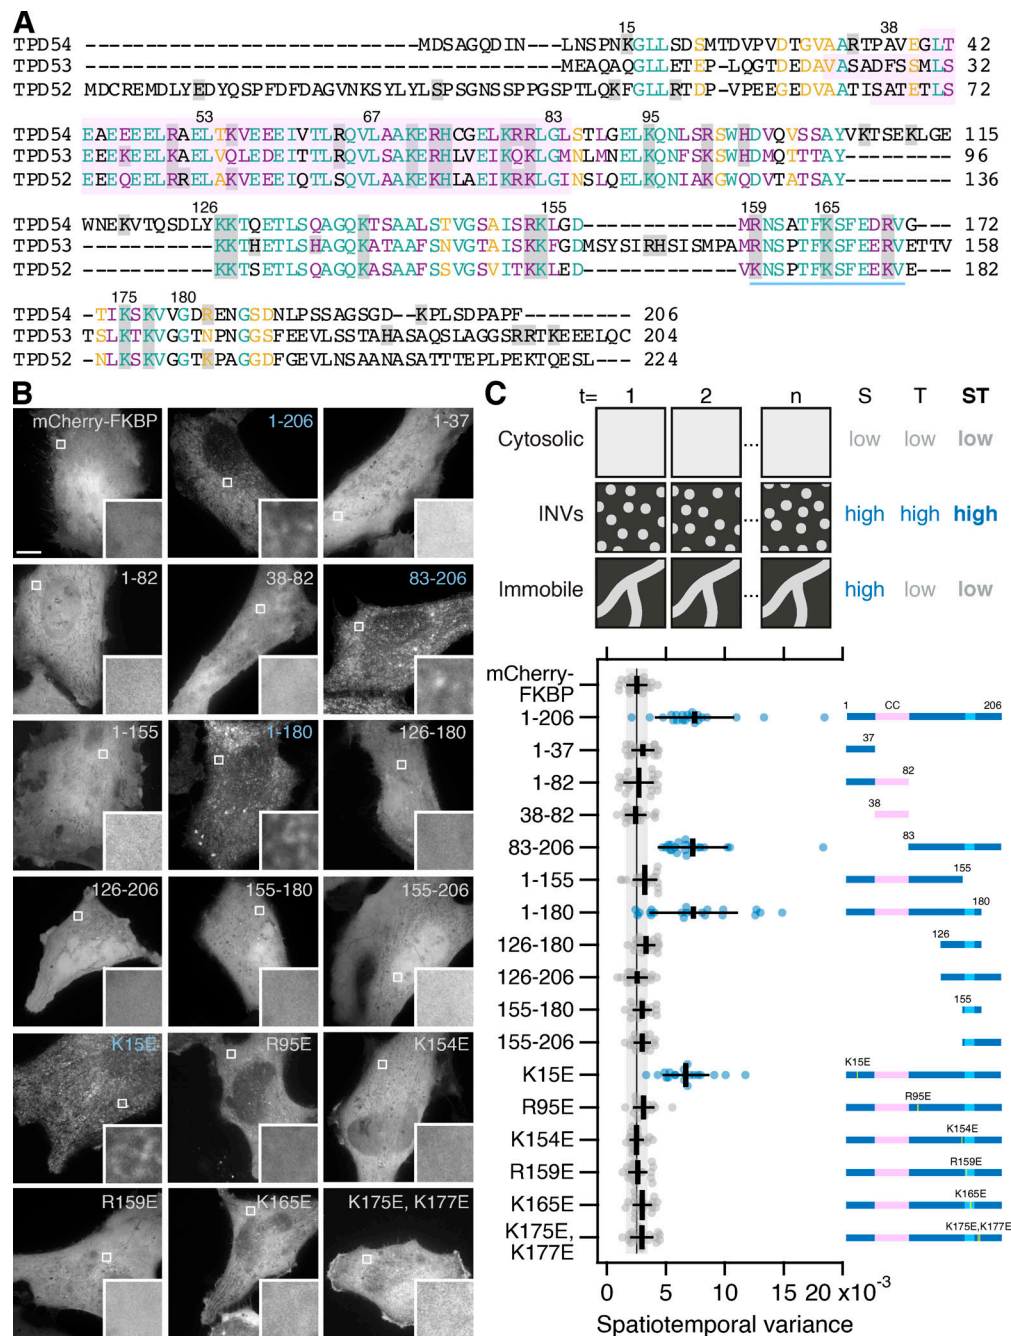 A
15 38
TPD54 ----------------------------MDSAGQDIN---LNSPNKGLLSDSMTDVPVDTGVAARTPAVEGLT 42
TPD53 ----------------------------------------MEAQAQGLLETEP-LQGTDEDAVASADFSSMLS 32
TPD52 MDCREMDLYEDYQSPFDFDAGVNKSYLYLSPSGNSSPPGSPTLQKFGLLRTDP-VPEEGEDVAATISATETLS 72
53 67 83 95
TPD54 EAEEEELRAELTKVEEEIVTLRQVLAAKERHCGELKRRLGLSTLGELKQNLSRSWHDVQVSSAYVKTSEKLGE 115
TPD53 EEEKEELKAELVQLEDEITTLRQVLAAKERHLVEIKQKLGMNLMNELKQNFSKSWHDMQTTTAY--------- 96
TPD52 EEEQEELRRELAKVEEEIQTLSQVLAAKEKHLAEIKRKLGINSLQELKQNIAKGWQDVTATSAY--------- 136
126 155 159 165
TPD54 WNEKVTQSDLYKKTQETLSQAGQKTSAALSTVGSAISRKLGD-------------MRNSATFKSFEDRVG--- 172
TPD53 -----------KKTHETLSHAGQKATAAFSNVGTAISKKFGDMSYSIRHSISMPAMRNSPTFKSFEERVETTV 158
TPD52 -----------KKTSETLSQAGQKASAAFSSVGSVITKKLED-------------VKNSPTFKSFEEKVE--- 182
175 180
TPD54 -TIKSKVVGDRENGSDNLPSSAGSGD--KPLSDPAPF--------- 206
TPD53 TSLKTKVGGTNPNGGSFEEVLSSTAHASAQSLAGGSRRTKEEELQC 204
TPD52 -NLKSKVGGTKPAGGDFGEVLNSAANASATTTEPLPEKTQESL--- 224
B
mCherry-FKBP 1-206 1-37
1-82 38-82 83-206
1-155 1-180 126-180
126-206 155-180 155-206
K15E R95E K154E
R159E K165E K175E, K177E
C
t= 1 2 n S T ST
Cytosolic ... low low low
INVs ... high high high
Immobile ... high low low
mCherry-
FKBP
1-206 1 CC 206
1-37 37
1-82 82
38-82 38
83-206 83
1-155 155
1-180 180
126-180 126
126-206
155-180 155
155-206
K15E K15E
R95E R95E
K154E K154E
R159E R159E
K165E K165E
K175E,
K177E K175E,K177E
0 5 10 15 20 x10⁻³
Spatiotemporal variance